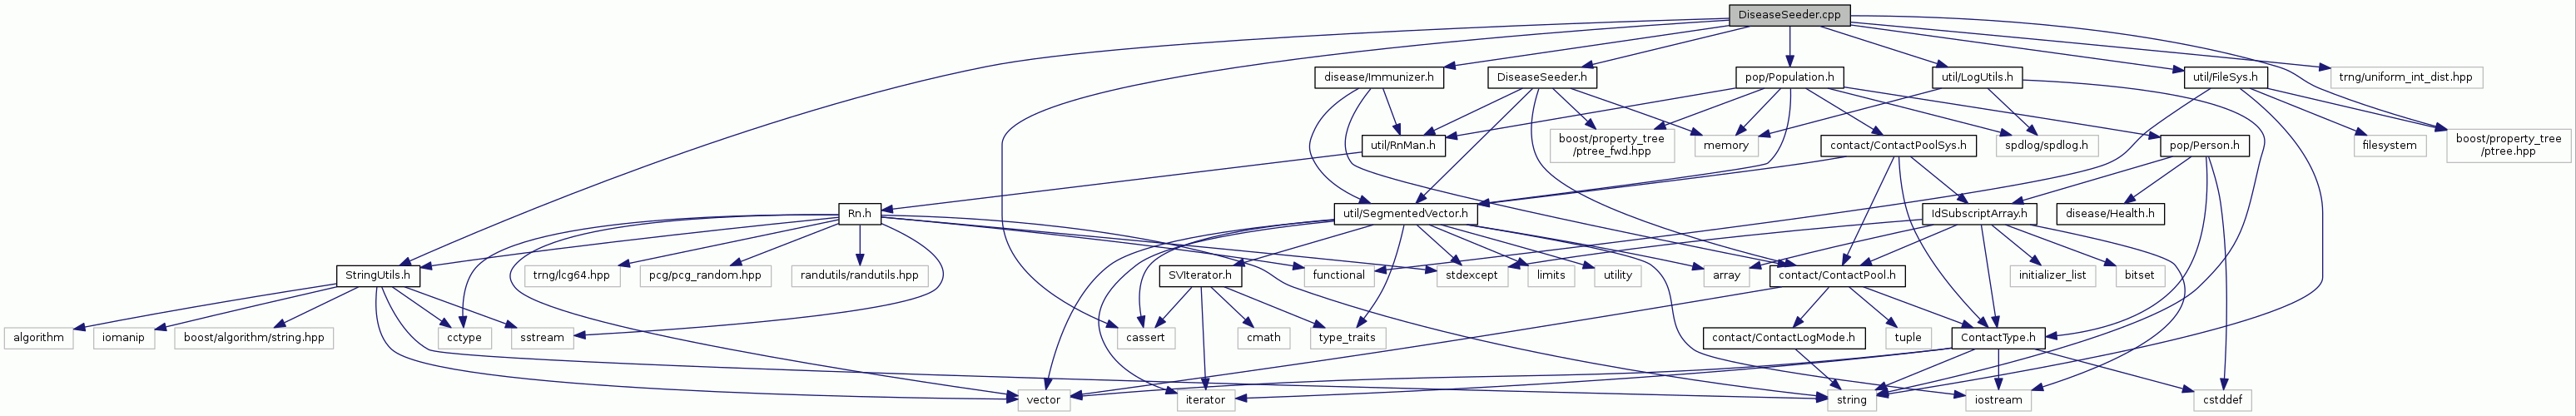 DiseaseSeeder.cpp
disease/Immunizer.h
DiseaseSeeder.h
pop/Population.h
util/LogUtils.h
util/FileSys.h
trng/uniform_int_dist.hpp
util/RnMan.h
boost/property_tree
/ptree_fwd.hpp
memory
contact/ContactPoolSys.h
spdlog/spdlog.h
pop/Person.h
filesystem
boost/property_tree
/ptree.hpp
Rn.h
util/SegmentedVector.h
IdSubscriptArray.h
disease/Health.h
StringUtils.h
trng/lcg64.hpp
pcg/pcg_random.hpp
randutils/randutils.hpp
functional
stdexcept
SVIterator.h
limits
utility
array
contact/ContactPool.h
initializer_list
bitset
algorithm
iomanip
boost/algorithm/string.hpp
cctype
sstream
cassert
cmath
type_traits
contact/ContactLogMode.h
tuple
ContactType.h
vector
iterator
string
iostream
cstddef